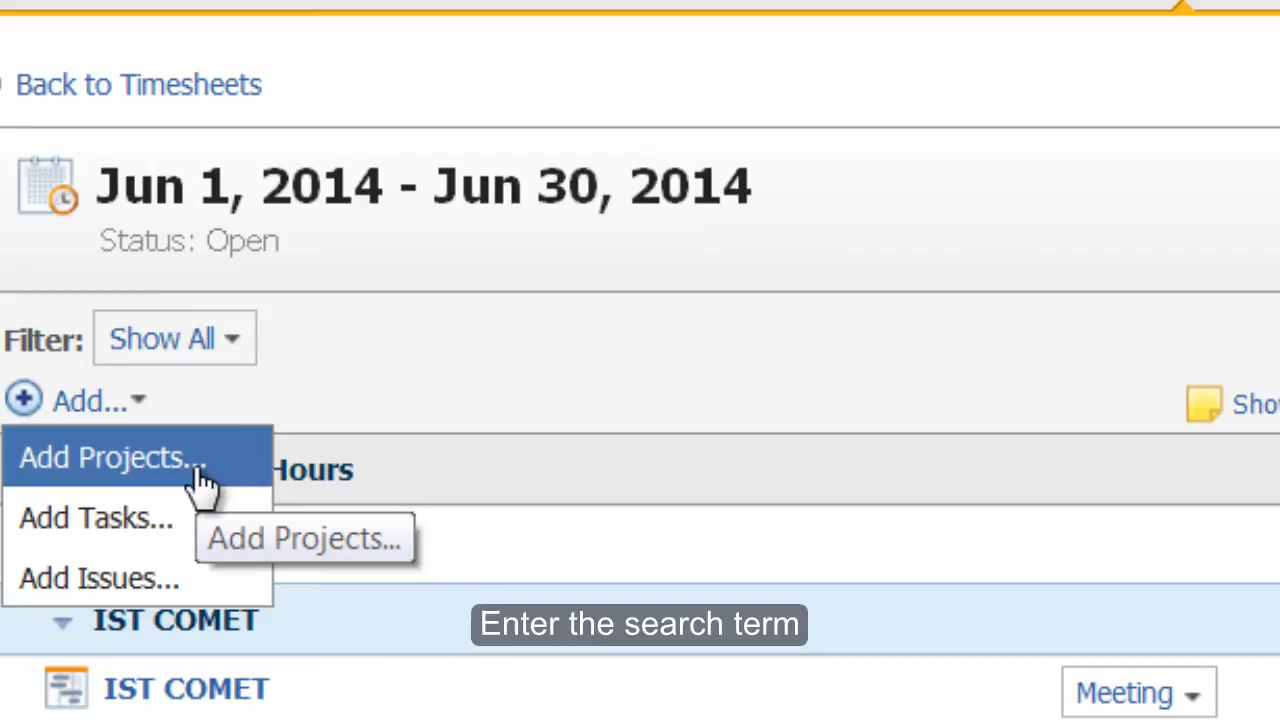 Back to Timesheets
Jun 1, 2014 - Jun 30, 2014
Status: Open
Filter: Show All
Add...
Sho
Add Projects...
Hours
Add Tasks...
Add Projects...
Add Issues...
IST COMET
Enter the search term
IST COMET
Meeting